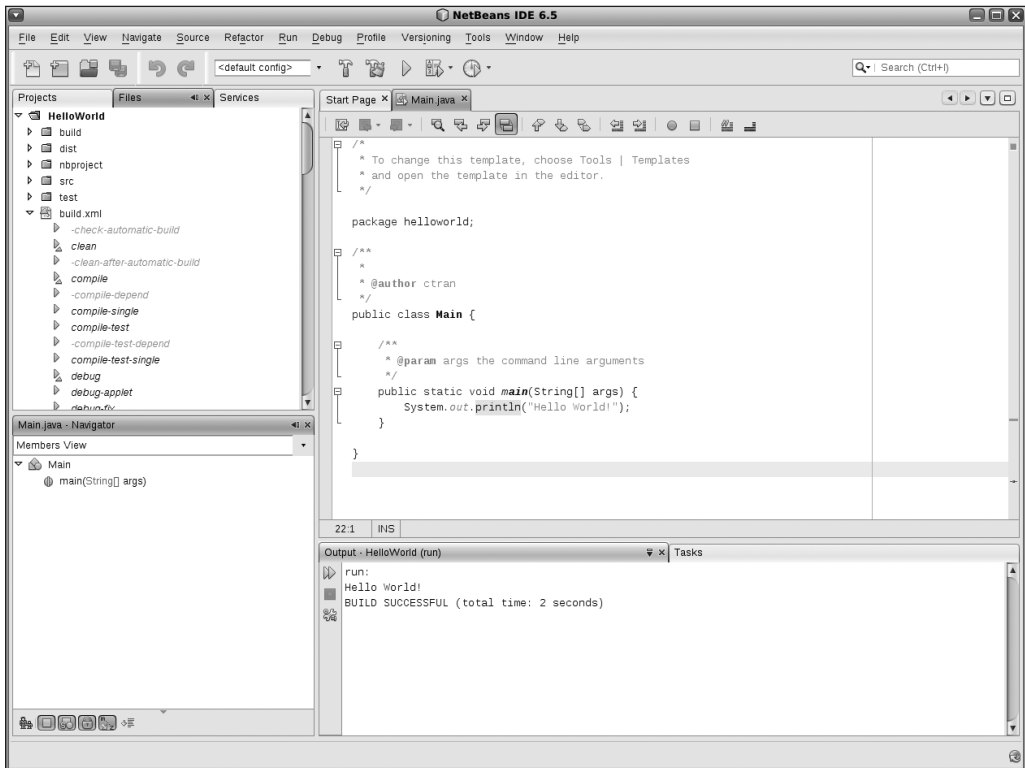 NetBeans IDE 6.5
File Edit View Navigate Source Refactor Run Debug Profile Versioning Tools Window Help
<default config>
Search (Ctrl+I)
Projects Files Services
HelloWorld
build
dist
nbproject
src
test
build.xml
-check-automatic-build
clean
-clean-after-automatic-build
compile
-compile-depend
compile-single
compile-test
-compile-test-depend
compile-test-single
debug
debug-applet
debug-fix
Main.java - Navigator
Members View
Main
main(String[] args)
Start Page Main.java
/*
* To change this template, choose Tools | Templates
* and open the template in the editor.
*/
package helloworld;
/**
*
* @author ctran
*/
public class Main {
/**
* @param args the command line arguments
*/
public static void main(String[] args) {
System.out.println("Hello World!");
}
}
22:1 INS
Output - HelloWorld (run) Tasks
run:
Hello World!
BUILD SUCCESSFUL (total time: 2 seconds)